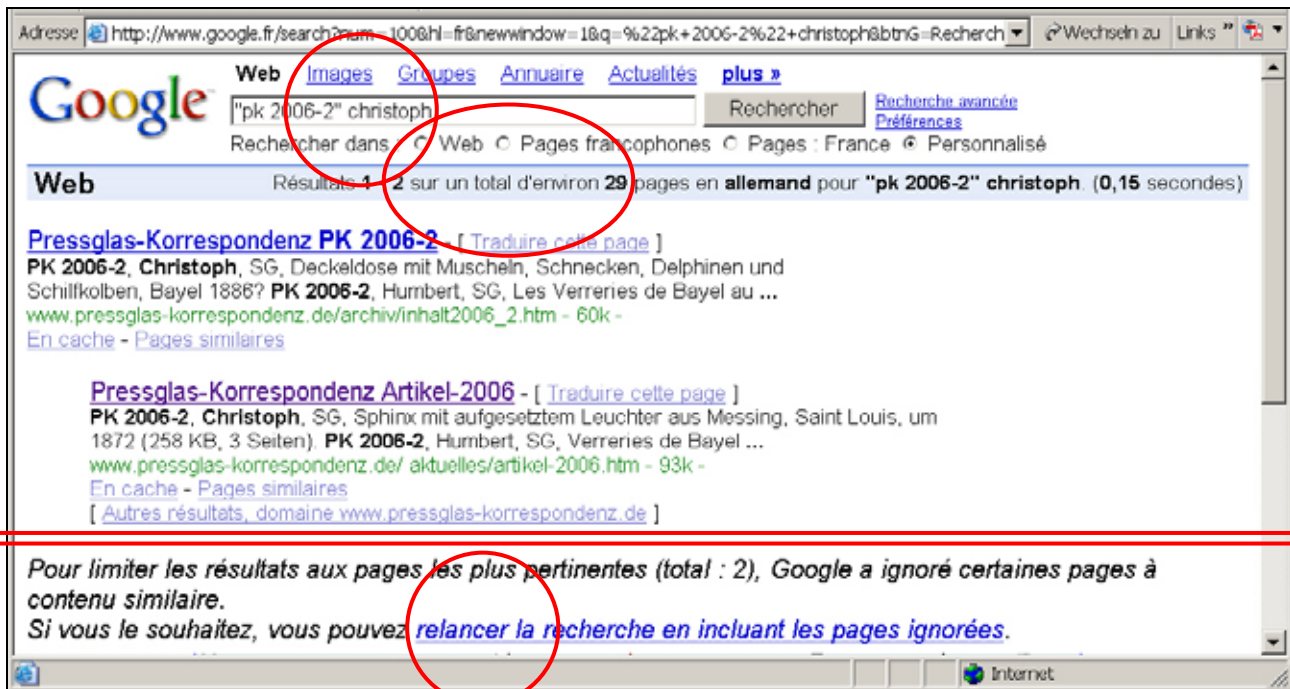 Adresse http://www.google.fr/search?num=100&hl=fr&newwindow=1&q=%22pk+2006-2%22+christoph&btnG=Recherch Wechseln zu Links »
Google Web Images Groupes Annuaire Actualités plus »
"pk 2006-2" christoph Rechercher Recherche avancée
Préférences
Rechercher dans : Web Pages francophones Pages : France Personnalisé
Web Résultats 1 - 2 sur un total d'environ 29 pages en allemand pour "pk 2006-2" christoph. (0,15 secondes)
Pressglas-Korrespondenz PK 2006-2 - [ Traduire cette page ]
PK 2006-2, Christoph, SG, Deckeldose mit Muscheln, Schnecken, Delphinen und
Schilfkolben, Bayel 1886? PK 2006-2, Humbert, SG, Les Verreries de Bayel au ...
www.pressglas-korrespondenz.de/archiv/inhalt2006_2.htm - 60k -
En cache - Pages similaires
Pressglas-Korrespondenz Artikel-2006 - [ Traduire cette page ]
PK 2006-2, Christoph, SG, Sphinx mit aufgesetztem Leuchter aus Messing, Saint Louis, um
1872 (258 KB, 3 Seiten). PK 2006-2, Humbert, SG, Verreries de Bayel ...
www.pressglas-korrespondenz.de/ aktuelles/artikel-2006.htm - 93k -
En cache - Pages similaires
[ Autres résultats, domaine www.pressglas-korrespondenz.de ]
Pour limiter les résultats aux pages les plus pertinentes (total : 2), Google a ignoré certaines pages à
contenu similaire.
Si vous le souhaitez, vous pouvez relancer la recherche en incluant les pages ignorées.
Internet